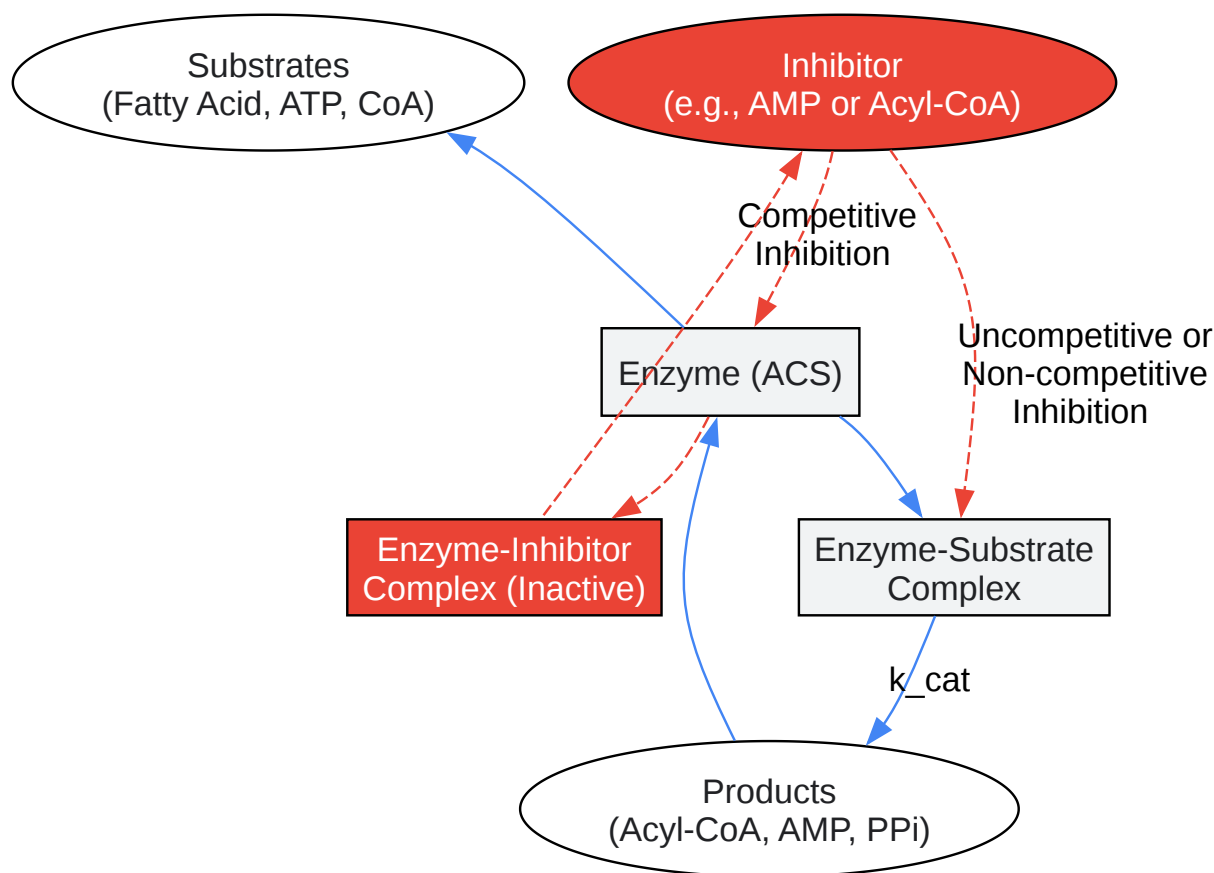 Substrates
(Fatty Acid, ATP, CoA)
Inhibitor
(e.g., AMP or Acyl-CoA)
Competitive
Inhibition
Uncompetitive or
Non-competitive
Inhibition
Enzyme (ACS)
Enzyme-Inhibitor
Complex (Inactive)
Enzyme-Substrate
Complex
k_cat
Products
(Acyl-CoA, AMP, PPi)